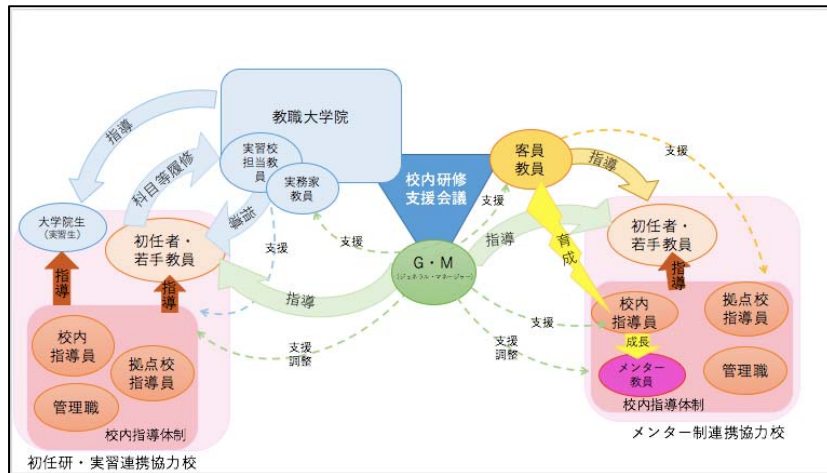 教職大学院
実習校
担当教
員
実務家
教員
客員
教員
校内研修
支援会議
指導
科目等履修
指導
指導
支援
支援
支援
支援
指導
育成
大学院生
(実習生)
初任者・
若手教員
初任者・
若手教員
G・M
(ジェネラル・マネージャー)
指導
指導
指導
指導
支援
支援
調整
支援
調整
校内
指導員
拠点校
指導員
管理職
校内指導体制
初任研・実習連携協力校
校内
指導員
成長
メンター
教員
拠点校
指導員
管理職
校内指導体制
メンター制連携協力校